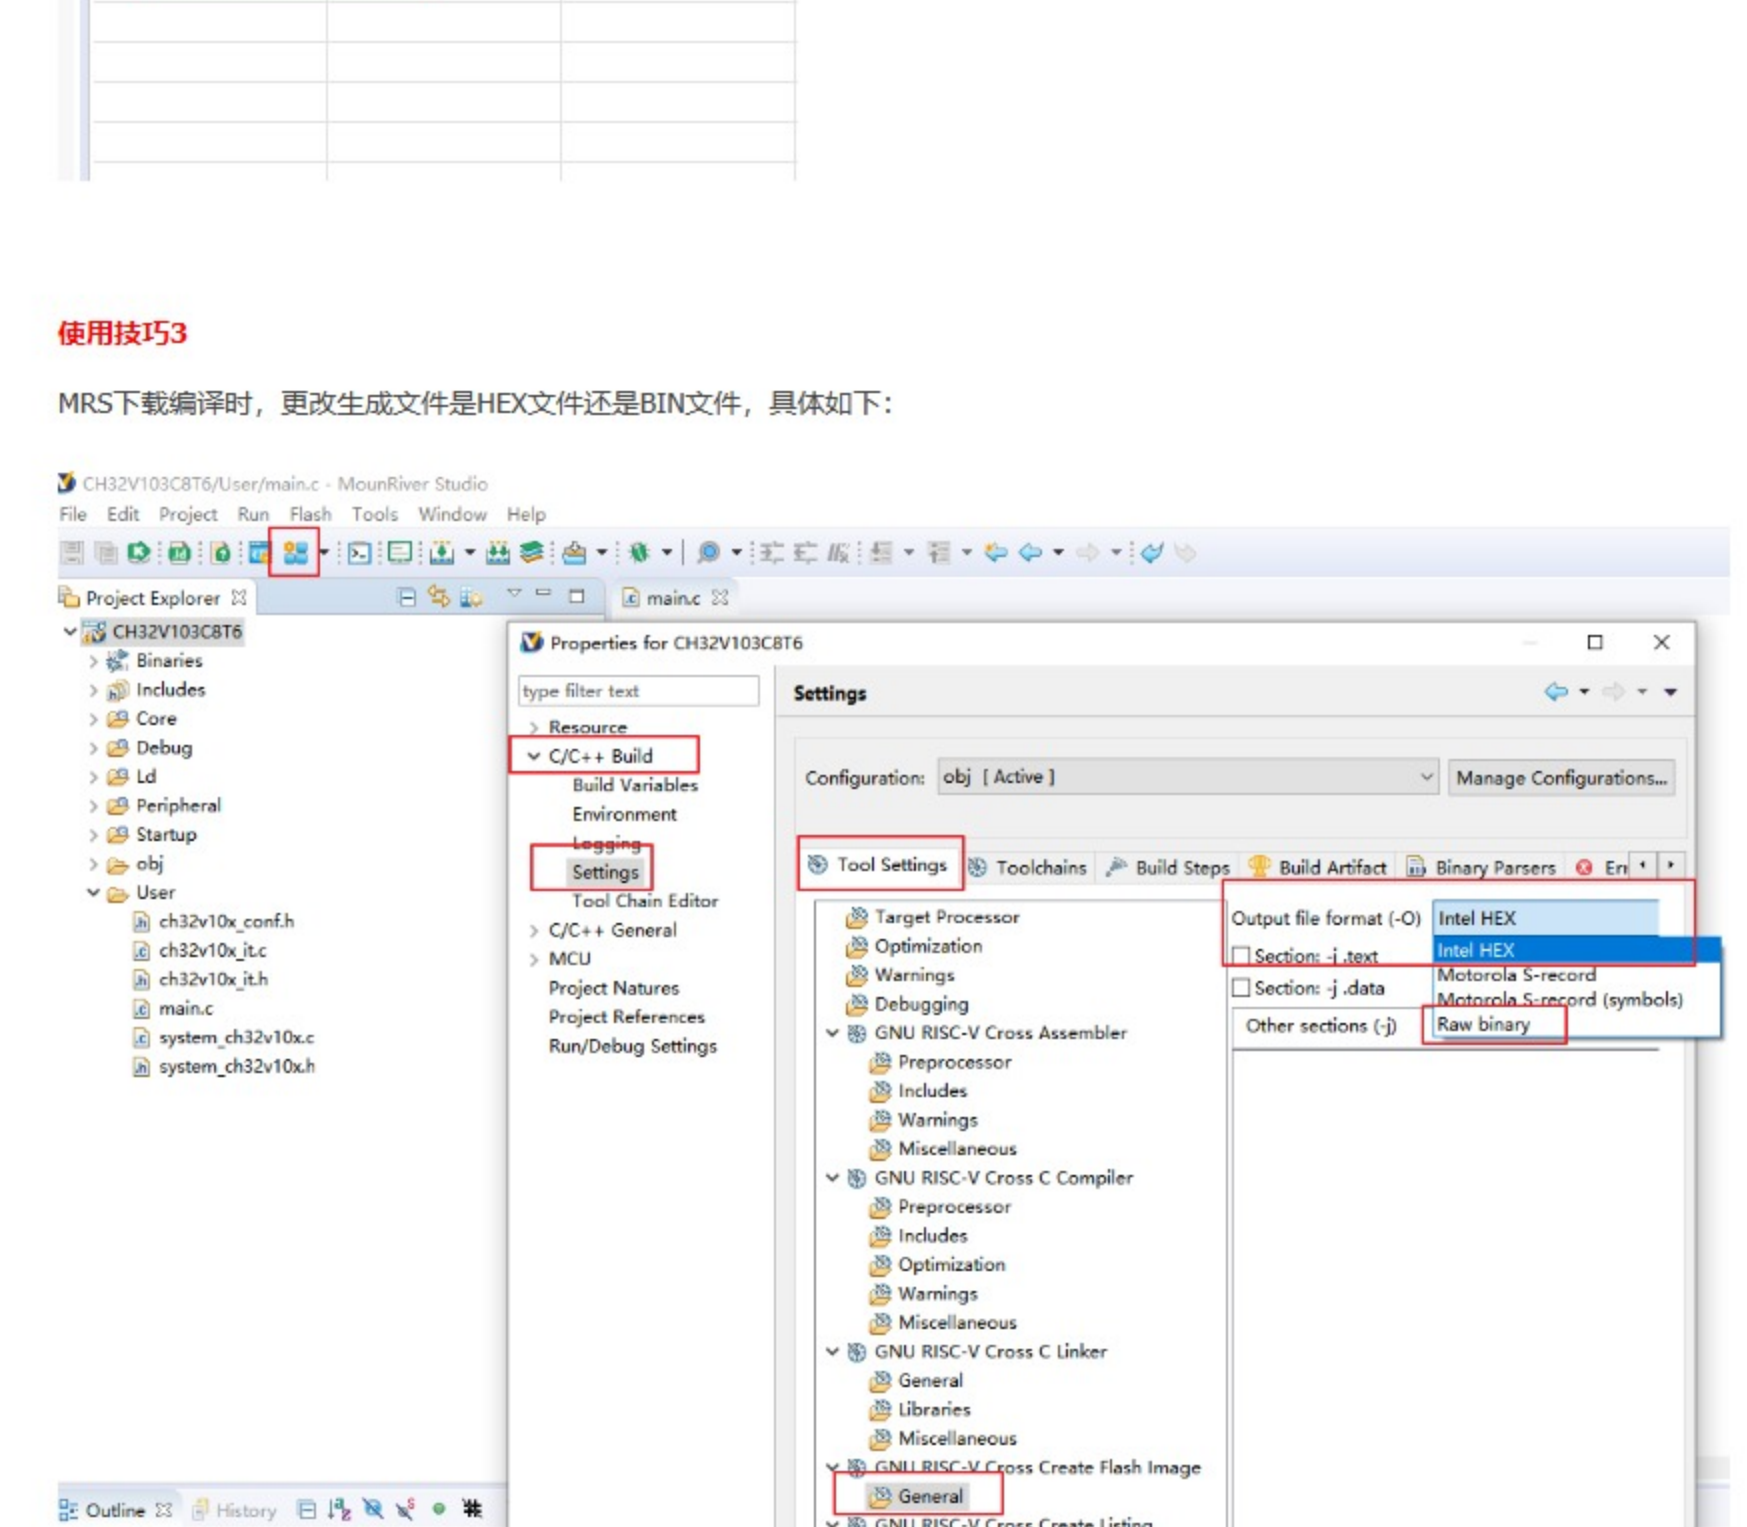 使用技巧3
MRS下载编译时，更改生成文件是HEX文件还是BIN文件，具体如下：
CH32V103C8T6/User/main.c - MounRiver Studio
File Edit Project Run Flash Tools Window Help
Project Explorer
main.c
CH32V103C8T6
Binaries
Includes
Core
Debug
Ld
Peripheral
Startup
obj
User
ch32v10x_conf.h
ch32v10x_it.c
ch32v10x_it.h
main.c
system_ch32v10x.c
system_ch32v10x.h
Outline
History
Properties for CH32V103C8T6
type filter text
Resource
C/C++ Build
Build Variables
Environment
Logging
Settings
Tool Chain Editor
C/C++ General
MCU
Project Natures
Project References
Run/Debug Settings
Settings
Configuration: obj [ Active ] Manage Configurations...
Tool Settings Toolchains Build Steps Build Artifact Binary Parsers Err
Target Processor
Optimization
Warnings
Debugging
GNU RISC-V Cross Assembler
Preprocessor
Includes
Warnings
Miscellaneous
GNU RISC-V Cross C Compiler
Preprocessor
Includes
Optimization
Warnings
Miscellaneous
GNU RISC-V Cross C Linker
General
Libraries
Miscellaneous
GNU RISC-V Cross Create Flash Image
General
GNU RISC-V Cross Create Listing
Output file format (-O) Intel HEX
Intel HEX
Section: -j .text
Motorola S-record
Section: -j .data
Motorola S-record (symbols)
Other sections (-j)
Raw binary